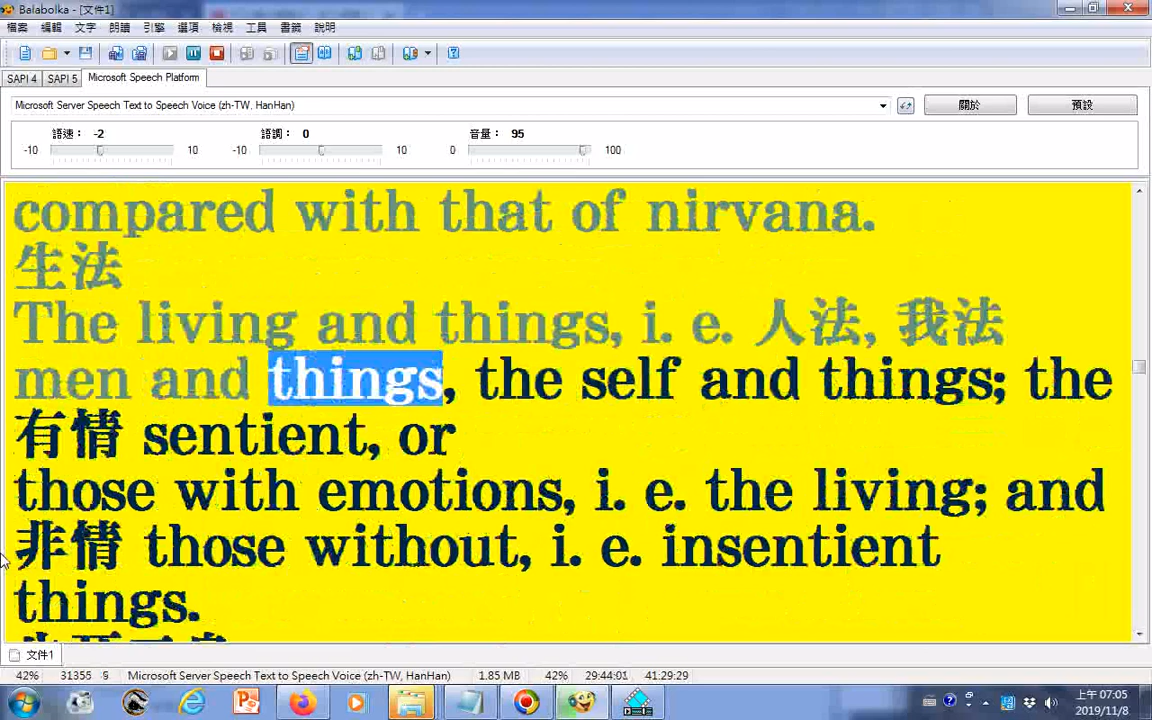 Balabolka - [文件1]
檔案 編輯 文字 朗讀 引擎 選項 檢視 工具 書籤 說明
SAPI 4 SAPI 5 Microsoft Speech Platform
Microsoft Server Speech Text to Speech Voice (zh-TW, HanHan) 關於 預設
語速： -2 語調： 0 音量： 95
-10 10 -10 10 0 100
compared with that of nirvana.
生法
The living and things, i. e. 人法, 我法
men and things, the self and things; the
有情 sentient, or
those with emotions, i. e. the living; and
非情 those without, i. e. insentient
things.
文件1
42% 31355 Microsoft Server Speech Text to Speech Voice (zh-TW, HanHan) 1.85 MB 42% 29:44:01 41:29:29
上午 07:05
2019/11/8